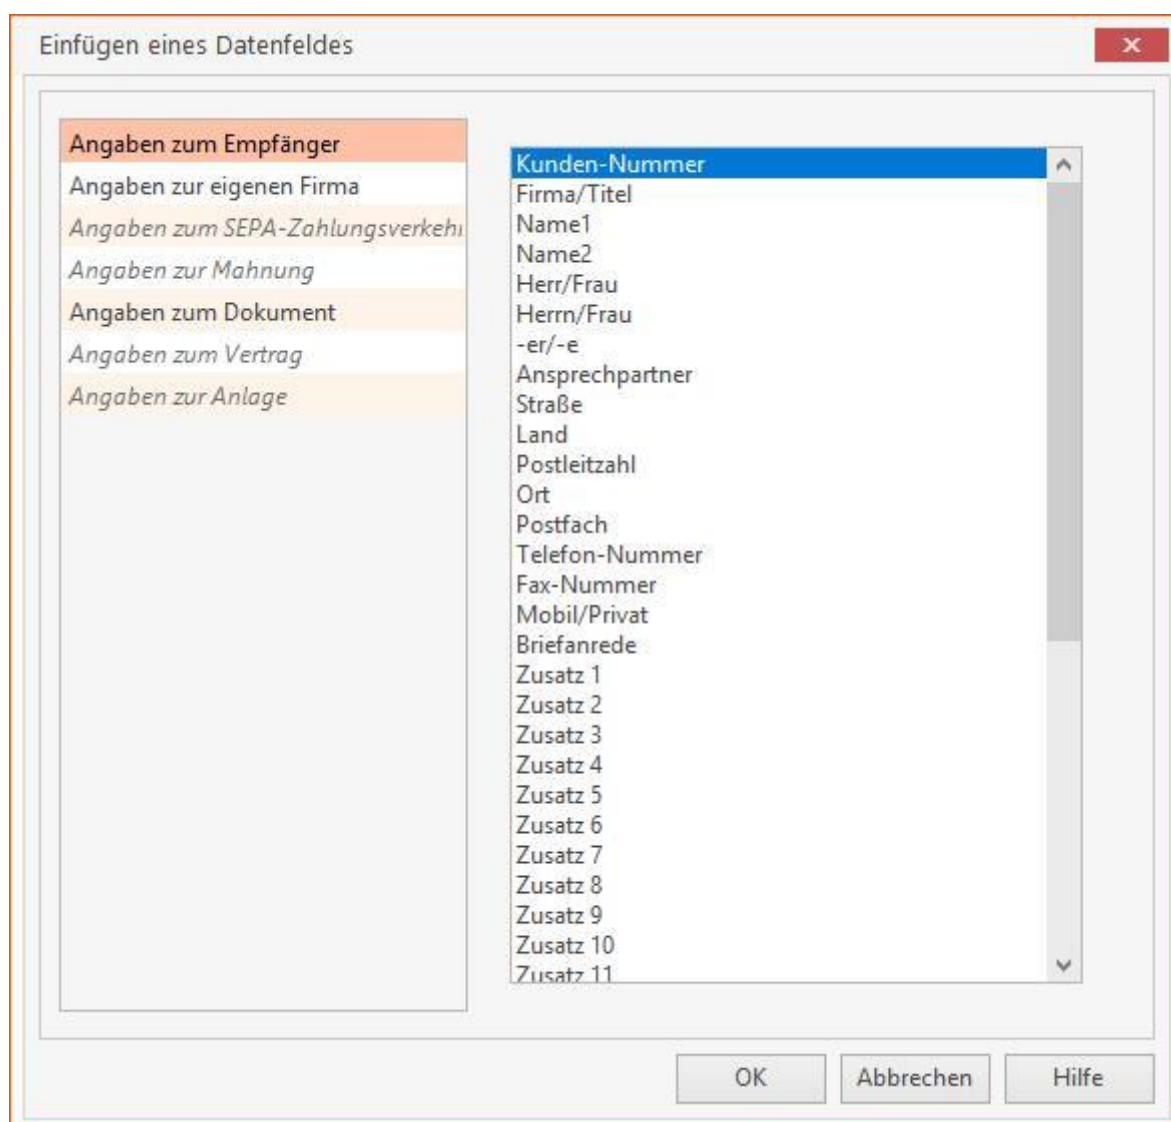 Einfügen eines Datenfeldes
Angaben zum Empfänger
Angaben zur eigenen Firma
Angaben zum SEPA-Zahlungsverkeh
Angaben zur Mahnung
Angaben zum Dokument
Angaben zum Vertrag
Angaben zur Anlage
Kunden-Nummer
Firma/Titel
Name1
Name2
Herr/Frau
Herrn/Frau
-er/-e
Ansprechpartner
Straße
Land
Postleitzahl
Ort
Postfach
Telefon-Nummer
Fax-Nummer
Mobil/Privat
Briefanrede
Zusatz 1
Zusatz 2
Zusatz 3
Zusatz 4
Zusatz 5
Zusatz 6
Zusatz 7
Zusatz 8
Zusatz 9
Zusatz 10
Zusatz 11
OK
Abbrechen
Hilfe